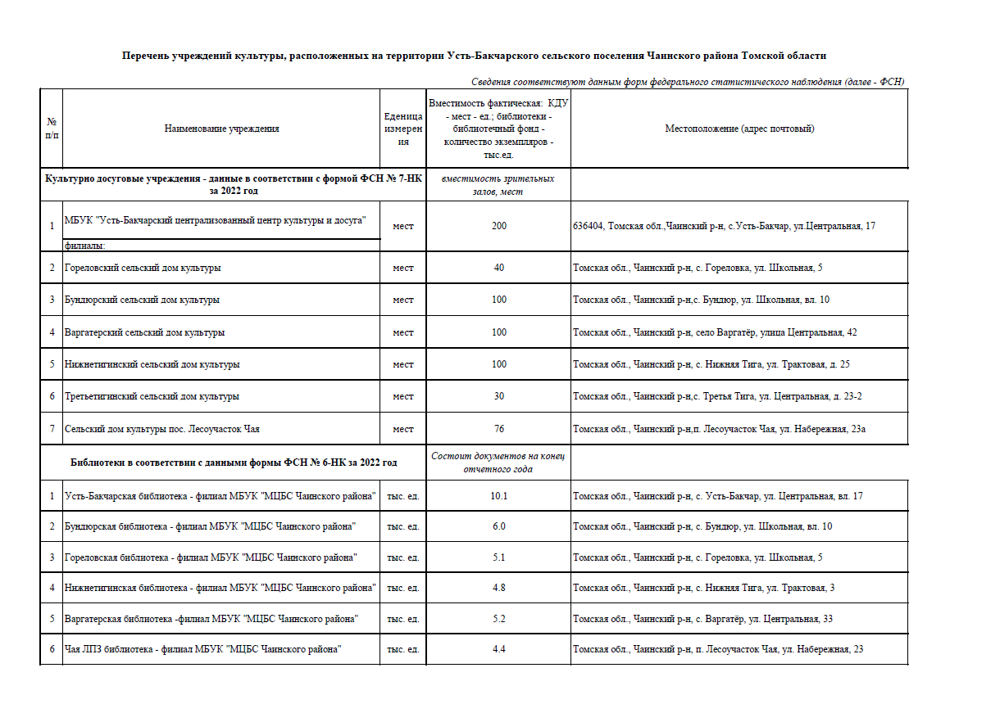 Перечень учреждений культуры, расположенных на территории Усть-Бакчарского сельского поселения Чаинского района Томской области
Сведения соответствуют данным форм федерального статистического наблюдения (далее - ФСН)
№ п/п
Наименование учреждения
Еденица
измерен
ия
Вместимость фактическая: КДУ
- мест - ед.; библиотеки -
библиотечный фонд -
количество экземпляров -
тыс.ед.
Местоположение (адрес почтовый)
Культурно досуговые учреждения - данные в соответствии с формой ФСН № 7-НК
за 2022 год
вместимость зрительных
залов, мест
1 МБУК "Усть-Бакчарский централизованный центр культуры и досуга" мест 200 636404, Томская обл.,Чаинский р-н, с.Усть-Бакчар, ул.Центральная, 17
филиалы:
2 Гореловский сельский дом культуры мест 40 Томская обл., Чаинский р-н, с. Гореловка, ул. Школьная, 5
3 Бундюрский сельский дом культуры мест 100 Томская обл., Чаинский р-н,с. Бундюр, ул. Школьная, вл. 10
4 Варгатерский сельский дом культуры мест 100 Томская обл., Чаинский р-н, село Варгатёр, улица Центральная, 42
5 Нижнетигинский сельский дом культуры мест 100 Томская обл., Чаинский р-н, с. Нижняя Тига, ул. Трактовая, д. 25
6 Третьетигинский сельский дом культуры мест 30 Томская обл., Чаинский р-н,с. Третья Тига, ул. Центральная, д. 23-2
7 Сельский дом культуры пос. Лесоучасток Чая мест 76 Томская обл., Чаинский р-н,п. Лесоучасток Чая, ул. Набережная, 23а
Библиотеки в соответствии с данными формы ФСН № 6-НК за 2022 год
Состоит документов на конец
отчетного года
1 Усть-Бакчарская библиотека - филиал МБУК "МЦБС Чаинского района" тыс. ед. 10.1 Томская обл., Чаинский р-н, с. Усть-Бакчар, ул. Центральная, вл. 17
2 Бундюрская библиотека - филиал МБУК "МЦБС Чаинского района" тыс. ед. 6.0 Томская обл., Чаинский р-н, с. Бундюр, ул. Школьная, вл. 10
3 Гореловская библиотека - филиал МБУК "МЦБС Чаинского района" тыс. ед. 5.1 Томская обл., Чаинский р-н, с. Гореловка, ул. Школьная, 5
4 Нижнетигинская библиотека - филиал МБУК "МЦБС Чаинского района" тыс. ед. 4.8 Томская обл., Чаинский р-н, с. Нижняя Тига, ул. Трактовая, 3
5 Варгатерская библиотека -филиал МБУК "МЦБС Чаинского района" тыс. ед. 5.2 Томская обл., Чаинский р-н, с. Варгатёр, ул. Центральная, 33
6 Чая ЛПЗ библиотека - филиал МБУК "МЦБС Чаинского района" тыс. ед. 4.4 Томская обл., Чаинский р-н, п. Лесоучасток Чая, ул. Набережная, 23